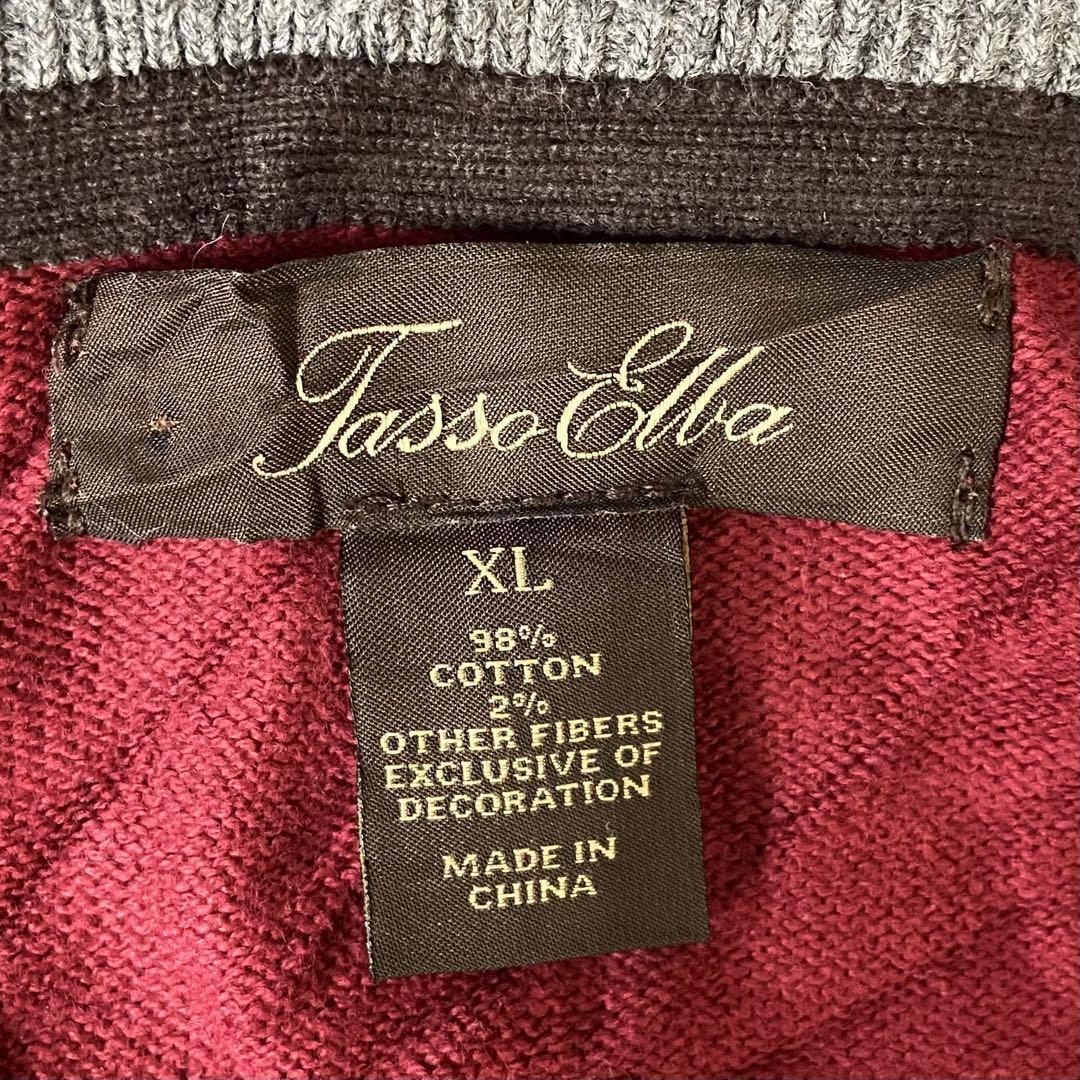 Tasso Elba
XL
98%
COTTON
2%
OTHER FIBERS
EXCLUSIVE OF
DECORATION
MADE IN
CHINA